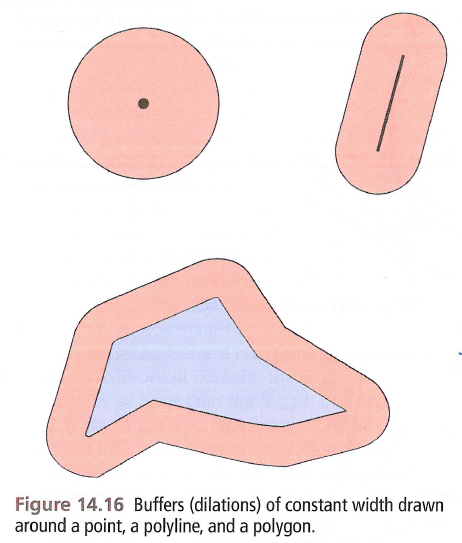 Figure 14.16 Buffers (dilations) of constant width drawn
around a point, a polyline, and a polygon.